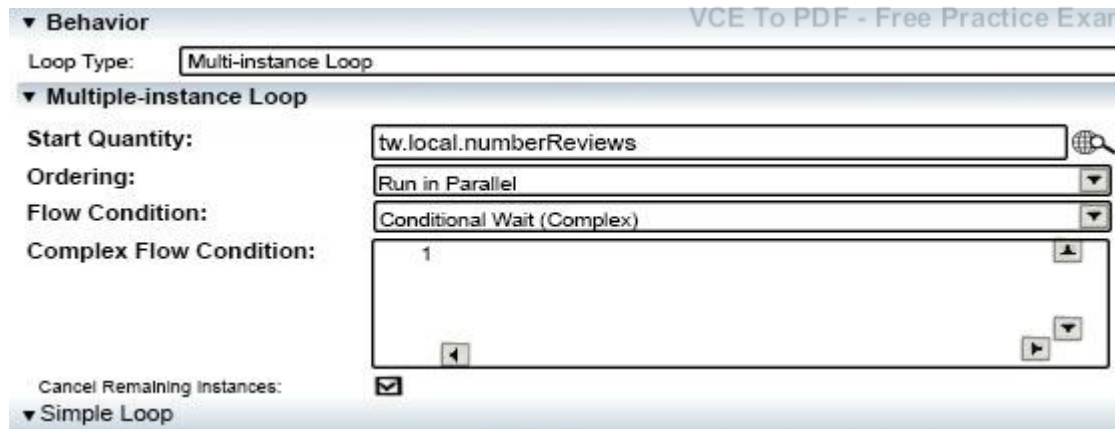 VCE To PDF - Free Practice Exam
Behavior
Loop Type: Multi-instance Loop
Multiple-instance Loop
Start Quantity: tw.local.numberReviews
Ordering: Run in Parallel
Flow Condition: Conditional Wait (Complex)
Complex Flow Condition: 1
Cancel Remaining Instances:
Simple Loop